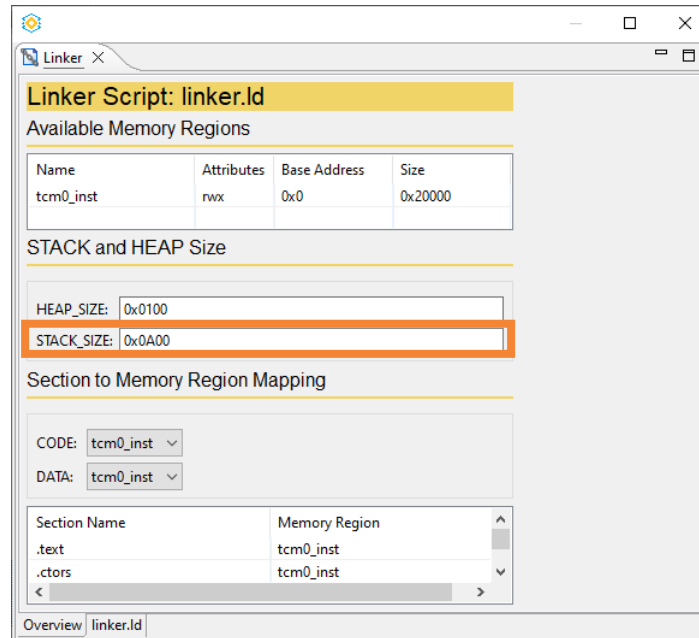 Linker
Linker Script: linker.ld
Available Memory Regions
Name Attributes Base Address Size
tcm0_inst rwx 0x0 0x20000
STACK and HEAP Size
HEAP_SIZE: 0x0100
STACK_SIZE: 0x0A00
Section to Memory Region Mapping
CODE: tcm0_inst
DATA: tcm0_inst
Section Name Memory Region
.text tcm0_inst
.ctors tcm0_inst
Overview linker.ld